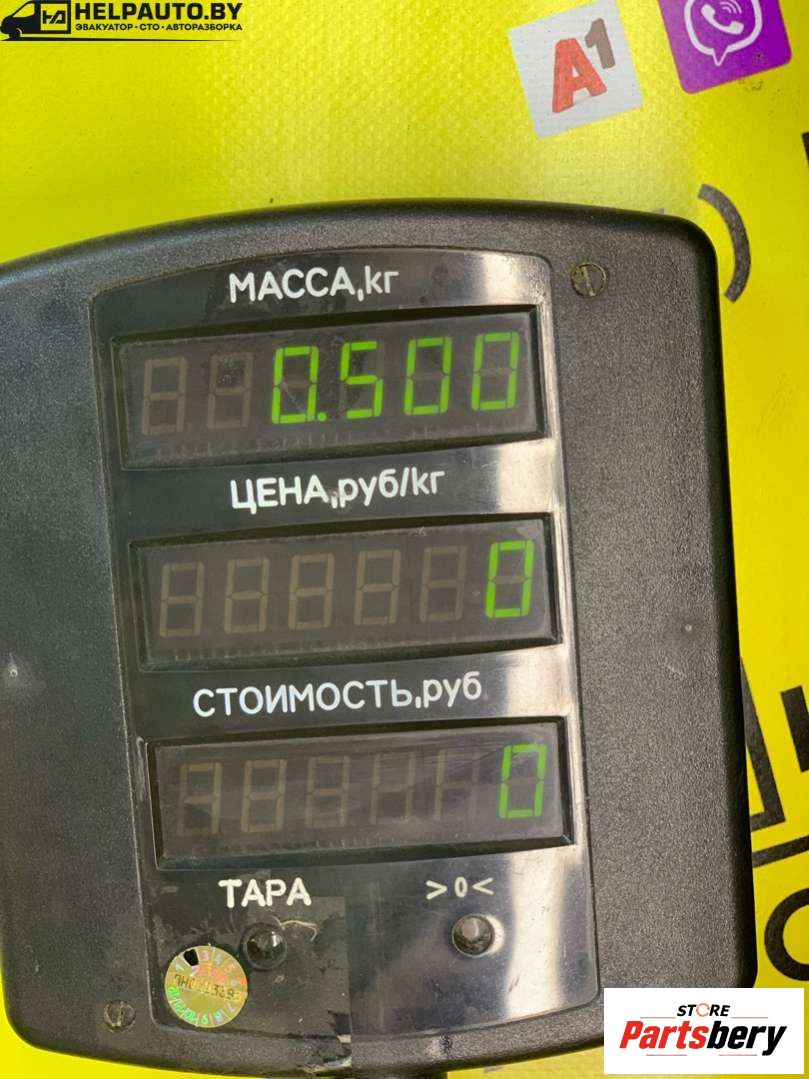 HELPAUTO.BY
ЭВАКУАТОР • СТО • АВТОРАЗБОРКА
A1
МАССА,кг
0.500
ЦЕНА,руб/кг
0
СТОИМОСТЬ,руб
0
ТАРА >0<
STORE
Partsbery